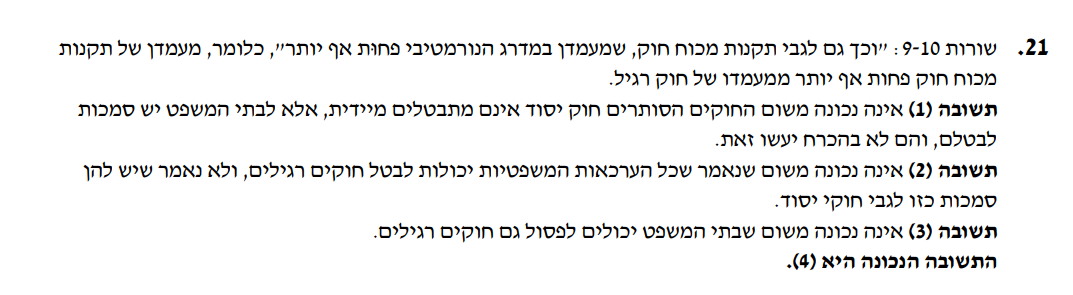 21. שורות 9-10: "וכך גם לגבי תקנות מכוח חוק, שמעמדן במדרג הנורמטיבי פחוּת אף יותר", כלומר, מעמדן של תקנות
מכוח חוק פחות אף יותר ממעמדו של חוק רגיל.
תשובה (1) אינה נכונה משום החוקים הסותרים חוק יסוד אינם מתבטלים מיידית, אלא לבתי המשפט יש סמכות
לבטלם, והם לא בהכרח יעשו זאת.
תשובה (2) אינה נכונה משום שנאמר שכל הערכאות המשפטיות יכולות לבטל חוקים רגילים, ולא נאמר שיש להן
סמכות כזו לגבי חוקי יסוד.
תשובה (3) אינה נכונה משום שבתי המשפט יכולים לפסול גם חוקים רגילים.
התשובה הנכונה היא (4).